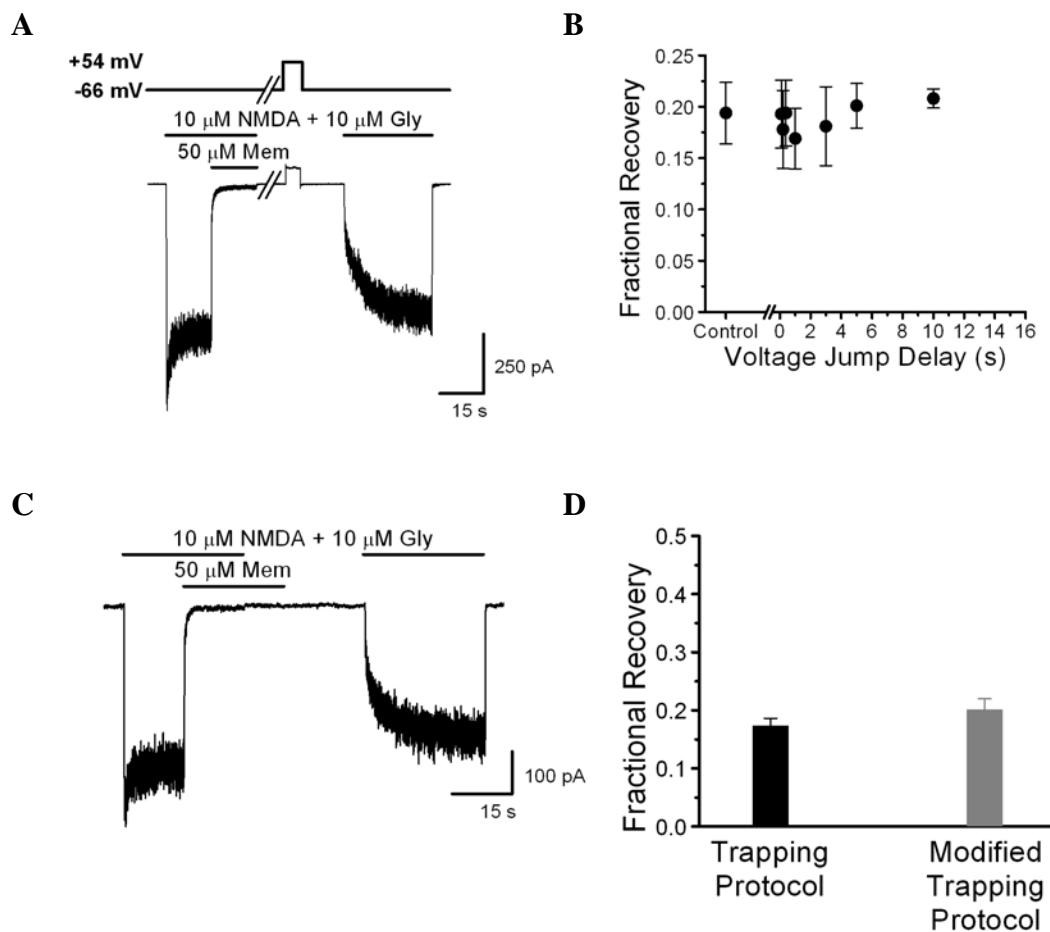 A
+54 mV
-66 mV
10 μM NMDA + 10 μM Gly
50 μM Mem
250 pA
15 s
B
Fractional Recovery
0.25
0.20
0.15
0.10
0.05
0.00
Control 0 2 4 6 8 10 12 14 16
Voltage Jump Delay (s)
C
10 μM NMDA + 10 μM Gly
50 μM Mem
100 pA
15 s
D
Fractional Recovery
0.5
0.4
0.3
0.2
0.1
0.0
Trapping
Protocol
Modified
Trapping
Protocol